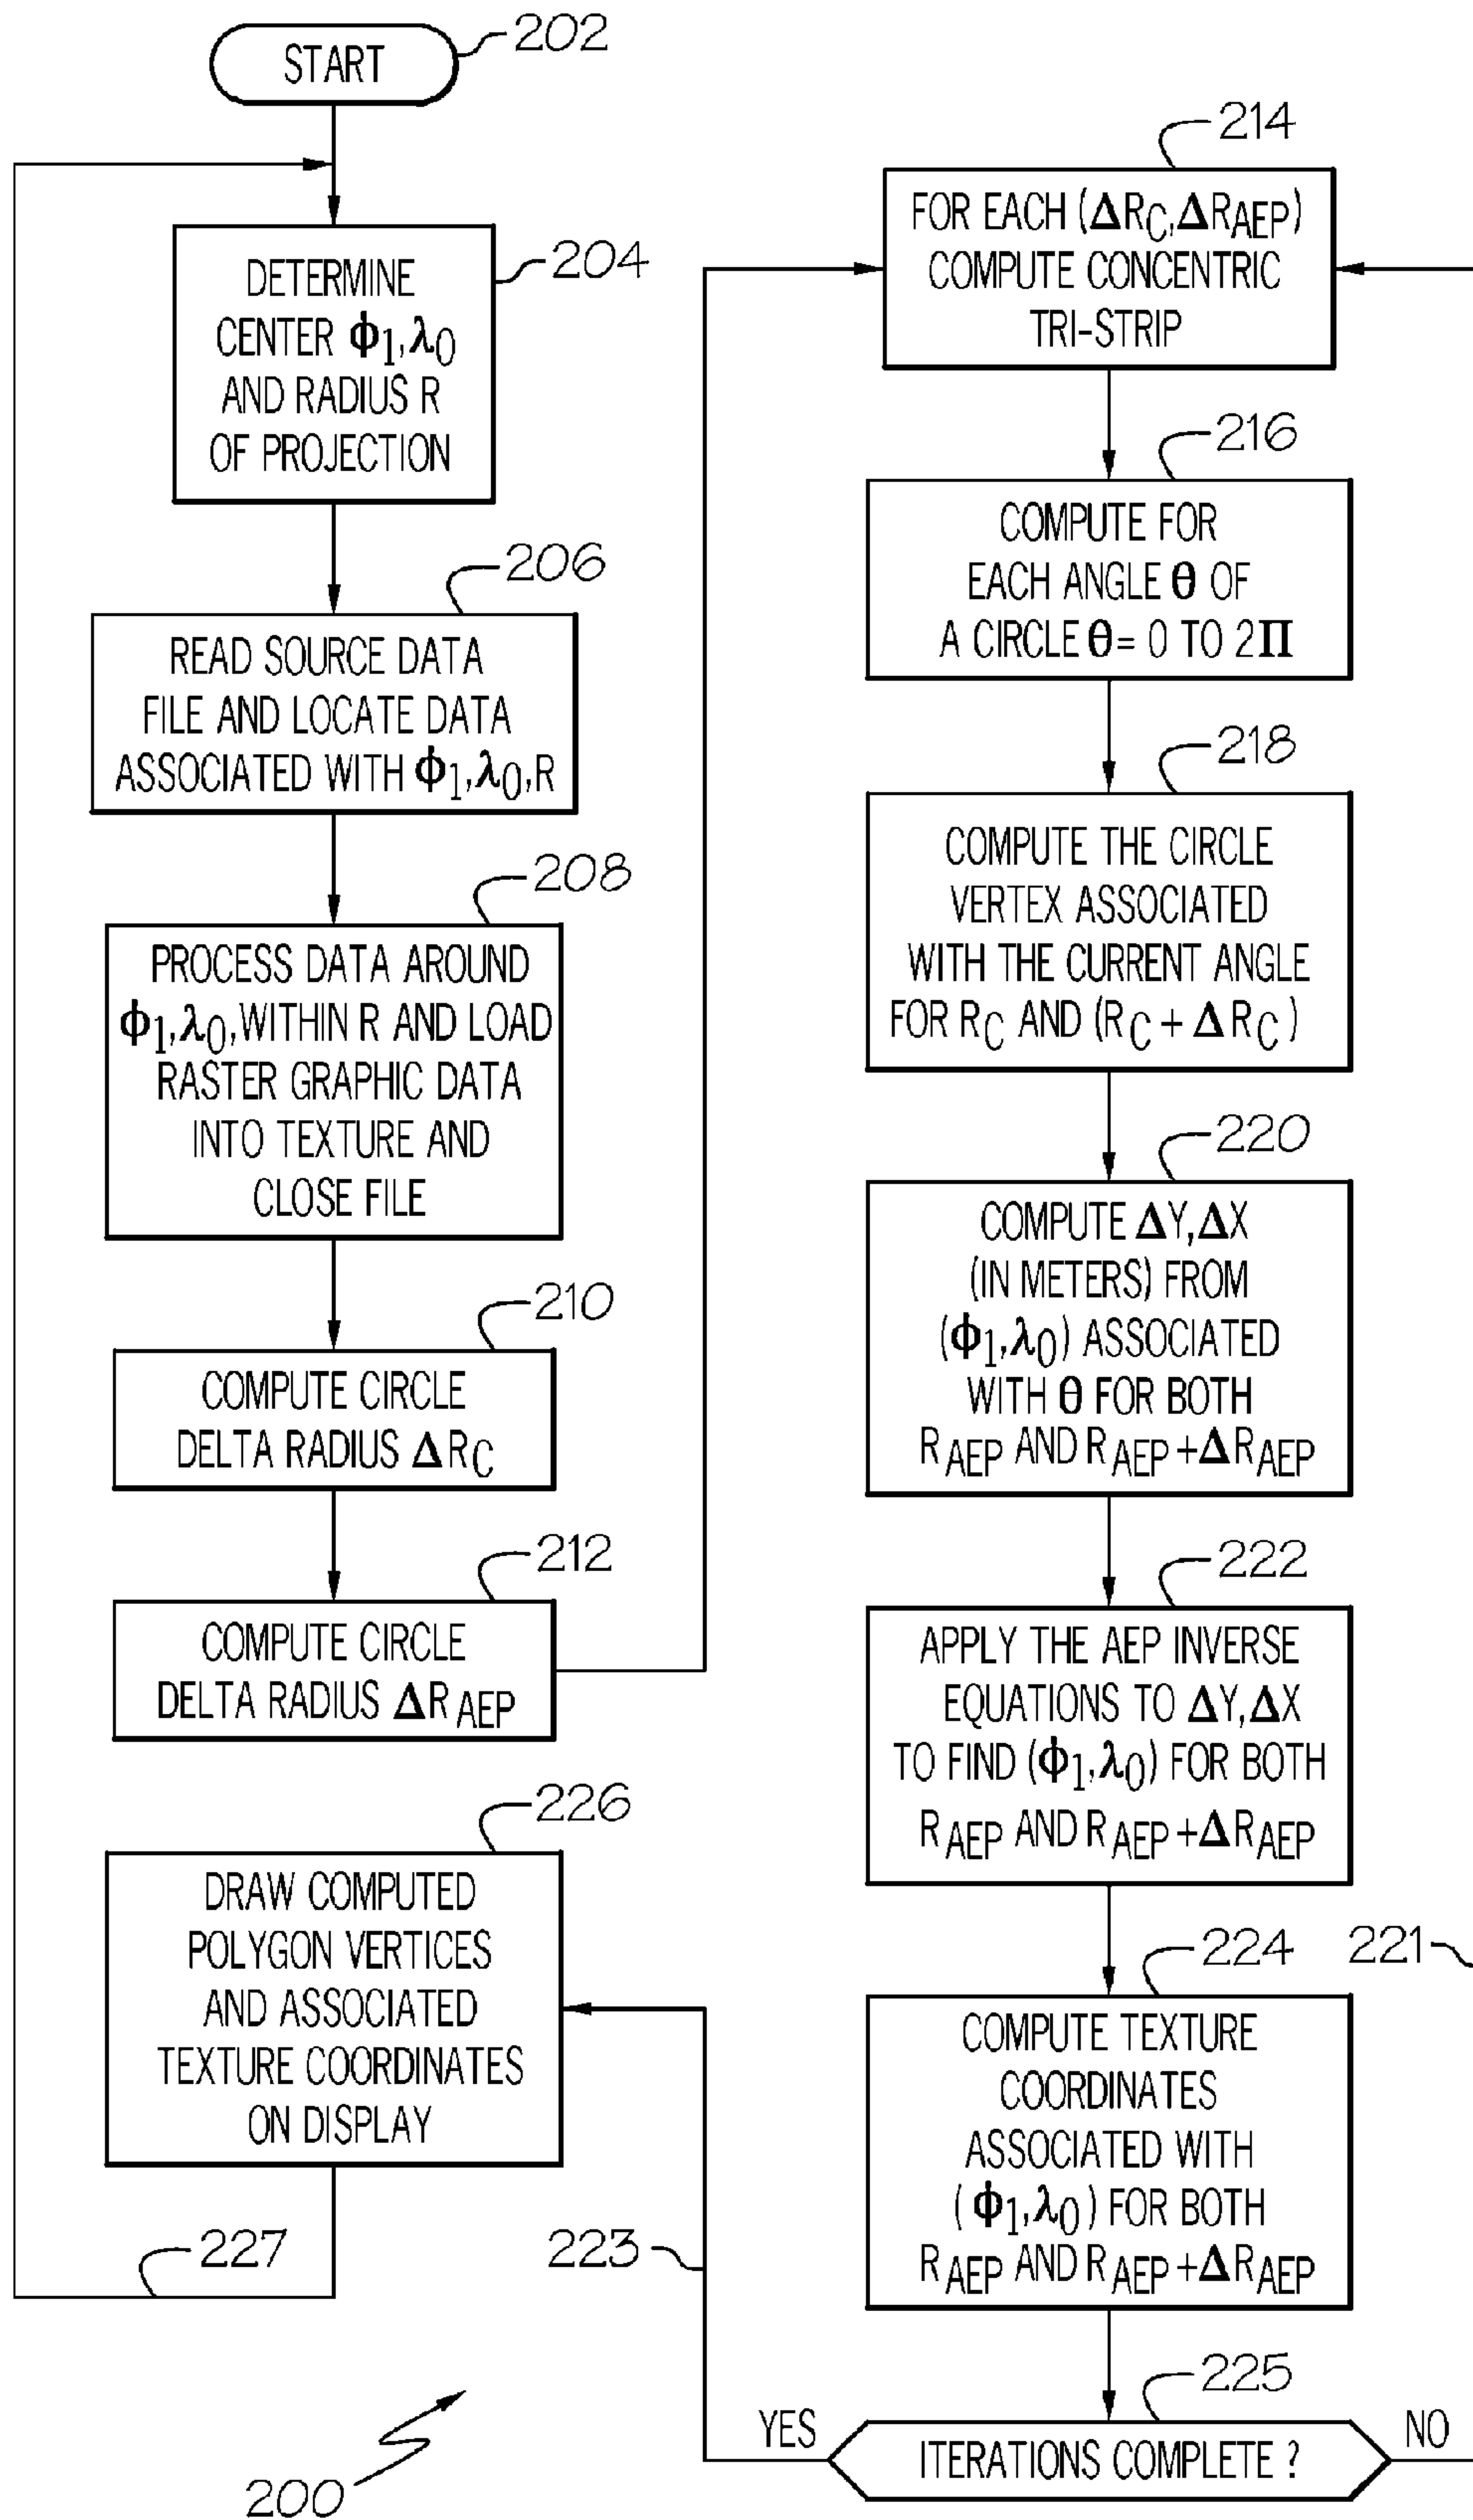 START
202
DETERMINE
CENTER Φ1,λ0
AND RADIUS R
OF PROJECTION
204
READ SOURCE DATA
FILE AND LOCATE DATA
ASSOCIATED WITH Φ1,λ0,R
206
PROCESS DATA AROUND
Φ1,λ0,WITHIN R AND LOAD
RASTER GRAPHIC DATA
INTO TEXTURE AND
CLOSE FILE
208
COMPUTE CIRCLE
DELTA RADIUS ΔRC
210
COMPUTE CIRCLE
DELTA RADIUS ΔRAEP
212
FOR EACH (ΔRC,ΔRAEP)
COMPUTE CONCENTRIC
TRI-STRIP
214
COMPUTE FOR
EACH ANGLE θ OF
A CIRCLE θ= 0 TO 2Π
216
COMPUTE THE CIRCLE
VERTEX ASSOCIATED
WITH THE CURRENT ANGLE
FOR RC AND (RC + ΔRC)
218
COMPUTE ΔY,ΔX
(IN METERS) FROM
(Φ1,λ0) ASSOCIATED
WITH θ FOR BOTH
RAEP AND RAEP +ΔRAEP
220
APPLY THE AEP INVERSE
EQUATIONS TO ΔY,ΔX
TO FIND (Φ1,λ0) FOR BOTH
RAEP AND RAEP +ΔRAEP
222
COMPUTE TEXTURE
COORDINATES
ASSOCIATED WITH
(Φ1,λ0) FOR BOTH
RAEP AND RAEP +ΔRAEP
224
221
ITERATIONS COMPLETE ?
225
YES
NO
223
DRAW COMPUTED
POLYGON VERTICES
AND ASSOCIATED
TEXTURE COORDINATES
ON DISPLAY
226
227
200